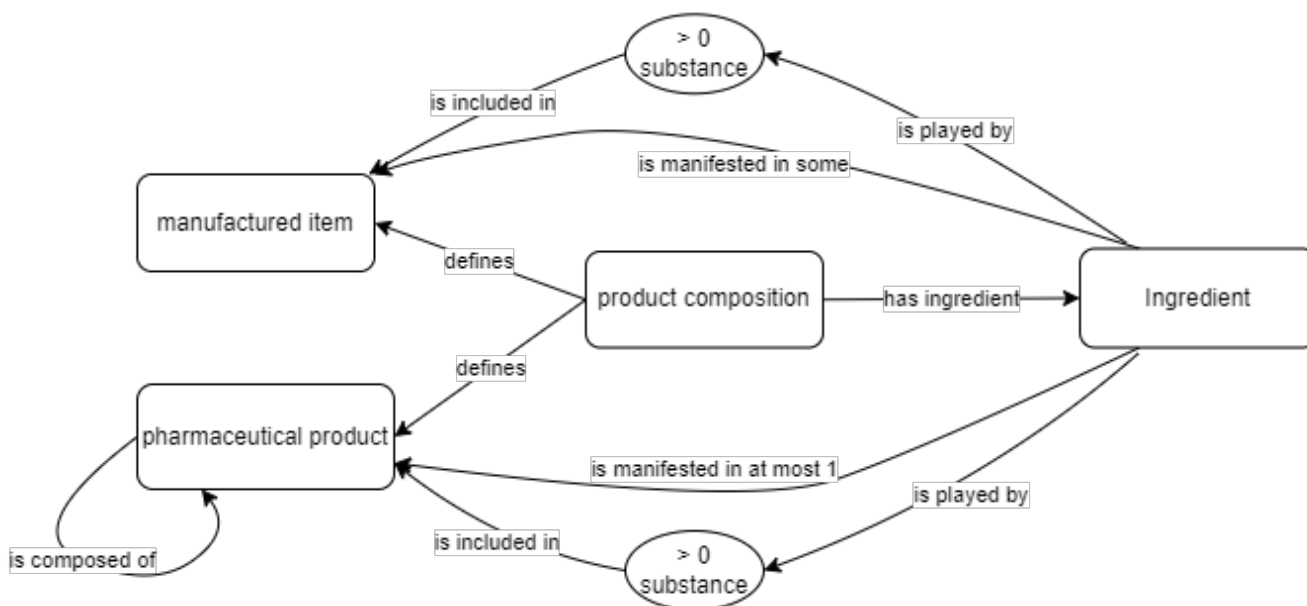 > 0
substance
is included in
is played by
is manifested in some
manufactured item
defines
product composition
has ingredient
Ingredient
defines
pharmaceutical product
is manifested in at most 1
is played by
is included in
> 0
substance
is composed of